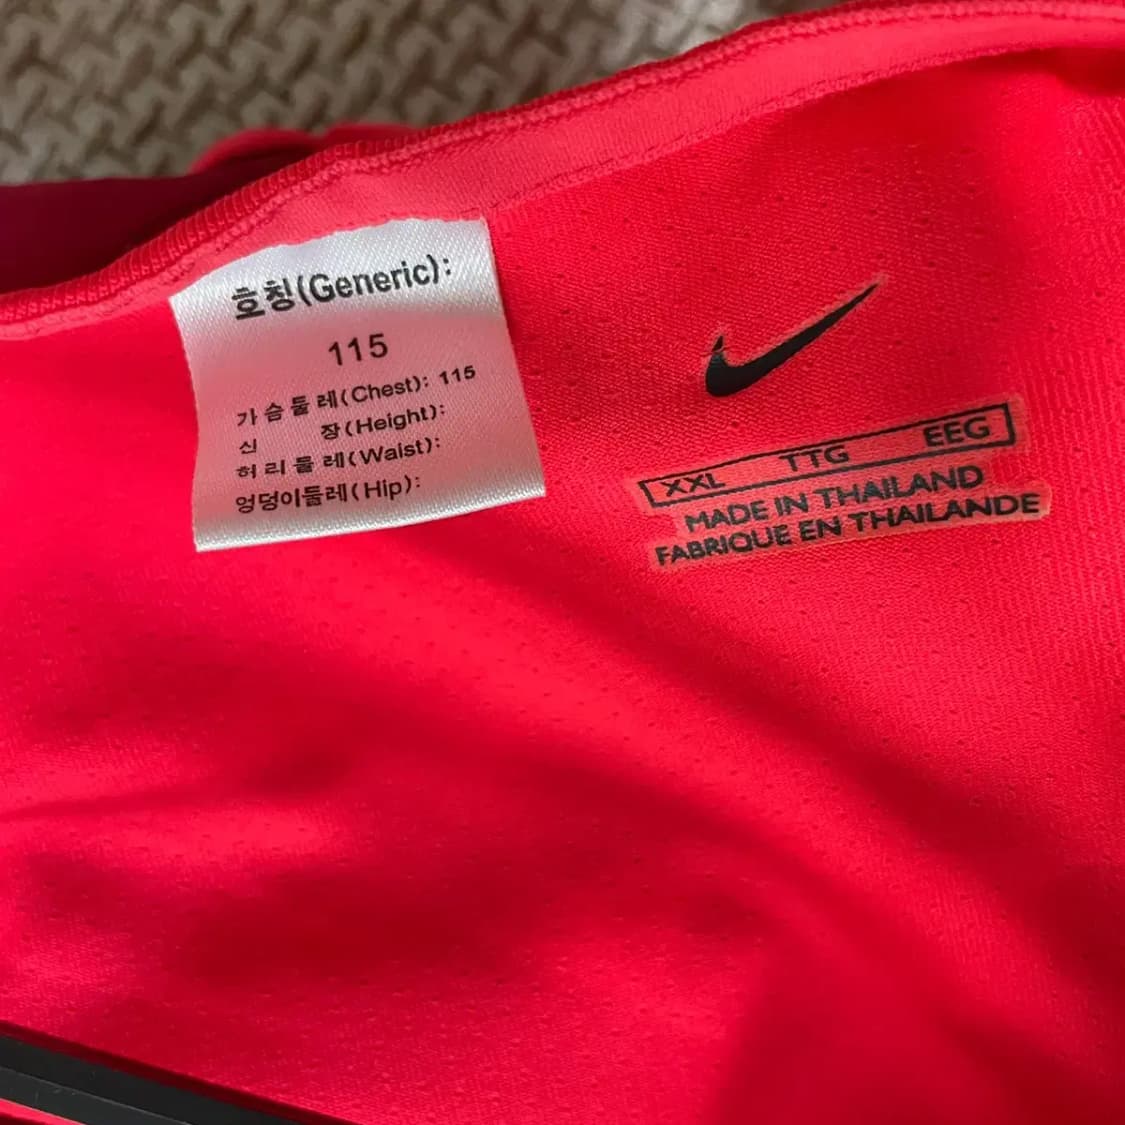 호칭(Generic):
115
가슴둘레(Chest): 115
신 장(Height):
허리둘레(Waist):
엉덩이둘레(Hip):
XXL TTG EEG
MADE IN THAILAND
FABRIQUE EN THAILANDE